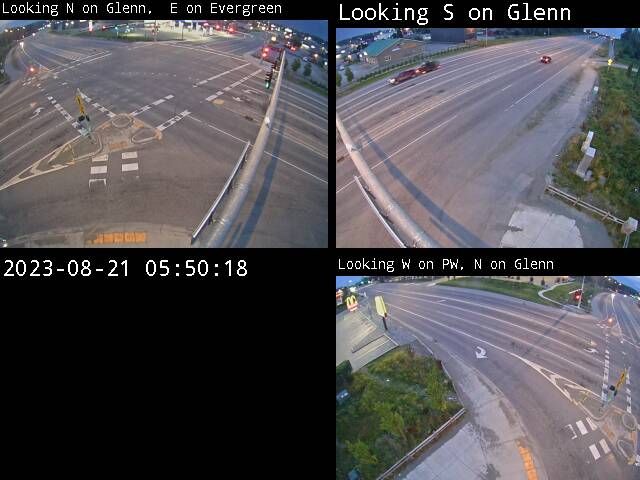 Looking N on Glenn,  E on Evergreen
Looking S on Glenn
2023-08-21 05:50:18
Looking W on PW, N on Glenn